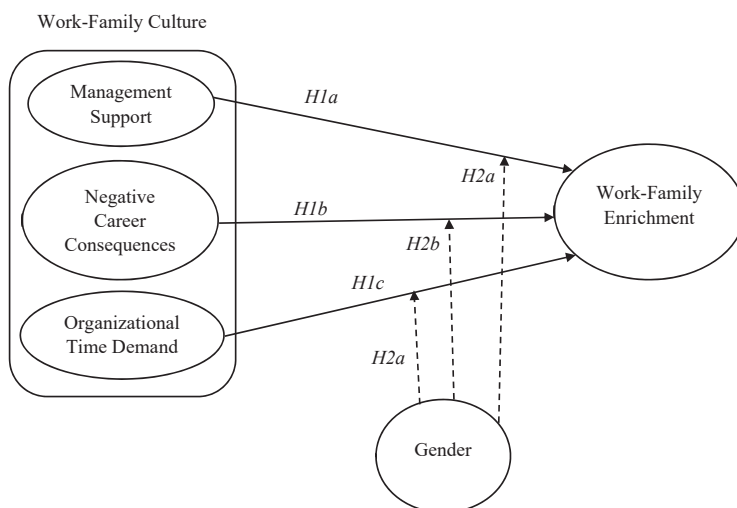 Work-Family Culture
Management
Support
H1a
H2a
Negative
Career
Consequences
H1b
H2b
Work-Family
Enrichment
Organizational
Time Demand
H1c
H2a
Gender